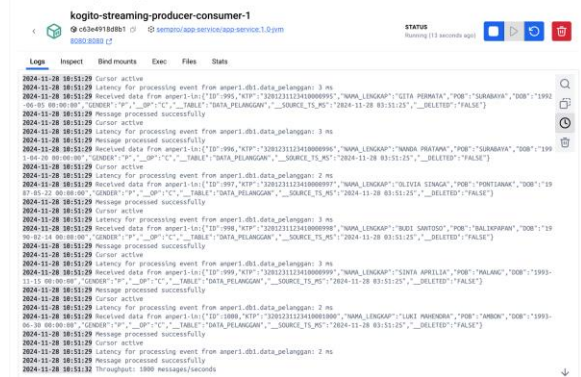 kogito-streaming-producer-consumer-1
c63e4918d8b1
sempro/app-service/app-service:1.0-jvm
8080:8080
STATUS
Running (13 seconds ago)
Logs Inspect Bind mounts Exec Files Stats
2024-11-28 10:51:29 Cursor active
2024-11-28 10:51:29 Latency for processing event from anper1.db1.data_pelanggan: 3 ms
2024-11-28 10:51:29 Received data from anper1-in:{"ID":995,"KTP":"3201231123410000995","NAMA_LENGKAP":"GITA PERMATA","POB":"SURABAYA","DOB":"1992
-06-05 00:00:00","GENDER":"P","__OP":"C","__TABLE":"DATA_PELANGGAN","__SOURCE_TS_MS":"2024-11-28 03:51:25","__DELETED":"FALSE"}
2024-11-28 10:51:29 Message processed successfully
2024-11-28 10:51:29 Cursor active
2024-11-28 10:51:29 Latency for processing event from anper1.db1.data_pelanggan: 3 ms
2024-11-28 10:51:29 Message processed successfully
2024-11-28 10:51:29 Received data from anper1-in:{"ID":996,"KTP":"3201231123410000996","NAMA_LENGKAP":"NANDA PRATAMA","POB":"SURABAYA","DOB":"199
1-04-20 00:00:00","GENDER":"P","__OP":"C","__TABLE":"DATA_PELANGGAN","__SOURCE_TS_MS":"2024-11-28 03:51:25","__DELETED":"FALSE"}
2024-11-28 10:51:29 Cursor active
2024-11-28 10:51:29 Latency for processing event from anper1.db1.data_pelanggan: 2 ms
2024-11-28 10:51:29 Received data from anper1-in:{"ID":997,"KTP":"3201231123410000997","NAMA_LENGKAP":"OLIVIA SINAGA","POB":"PONTIANAK","DOB":"19
87-05-22 00:00:00","GENDER":"P","__OP":"C","__TABLE":"DATA_PELANGGAN","__SOURCE_TS_MS":"2024-11-28 03:51:25","__DELETED":"FALSE"}
2024-11-28 10:51:29 Message processed successfully
2024-11-28 10:51:29 Cursor active
2024-11-28 10:51:29 Latency for processing event from anper1.db1.data_pelanggan: 3 ms
2024-11-28 10:51:29 Received data from anper1-in:{"ID":998,"KTP":"3201231123410000998","NAMA_LENGKAP":"BUDI SANTOSO","POB":"BALIKPAPAN","DOB":"19
90-02-14 00:00:00","GENDER":"P","__OP":"C","__TABLE":"DATA_PELANGGAN","__SOURCE_TS_MS":"2024-11-28 03:51:25","__DELETED":"FALSE"}
2024-11-28 10:51:29 Message processed successfully
2024-11-28 10:51:29 Cursor active
2024-11-28 10:51:29 Latency for processing event from anper1.db1.data_pelanggan: 3 ms
2024-11-28 10:51:29 Received data from anper1-in:{"ID":999,"KTP":"3201231123410000999","NAMA_LENGKAP":"SINTA APRILIA","POB":"MALANG","DOB":"1993-
11-15 00:00:00","GENDER":"P","__OP":"C","__TABLE":"DATA_PELANGGAN","__SOURCE_TS_MS":"2024-11-28 03:51:25","__DELETED":"FALSE"}
2024-11-28 10:51:29 Message processed successfully
2024-11-28 10:51:29 Cursor active
2024-11-28 10:51:29 Latency for processing event from anper1.db1.data_pelanggan: 2 ms
2024-11-28 10:51:29 Received data from anper1-in:{"ID":1000,"KTP":"3201231123410001000","NAMA_LENGKAP":"LUKI MAHENDRA","POB":"AMBON","DOB":"1993-
06-30 00:00:00","GENDER":"P","__OP":"C","__TABLE":"DATA_PELANGGAN","__SOURCE_TS_MS":"2024-11-28 03:51:25","__DELETED":"FALSE"}
2024-11-28 10:51:29 Message processed successfully
2024-11-28 10:51:29 Cursor active
2024-11-28 10:51:29 Latency for processing event from anper1.db1.data_pelanggan: 2 ms
2024-11-28 10:51:29 Message processed successfully
2024-11-28 10:51:32 Throughput: 1000 messages/seconds